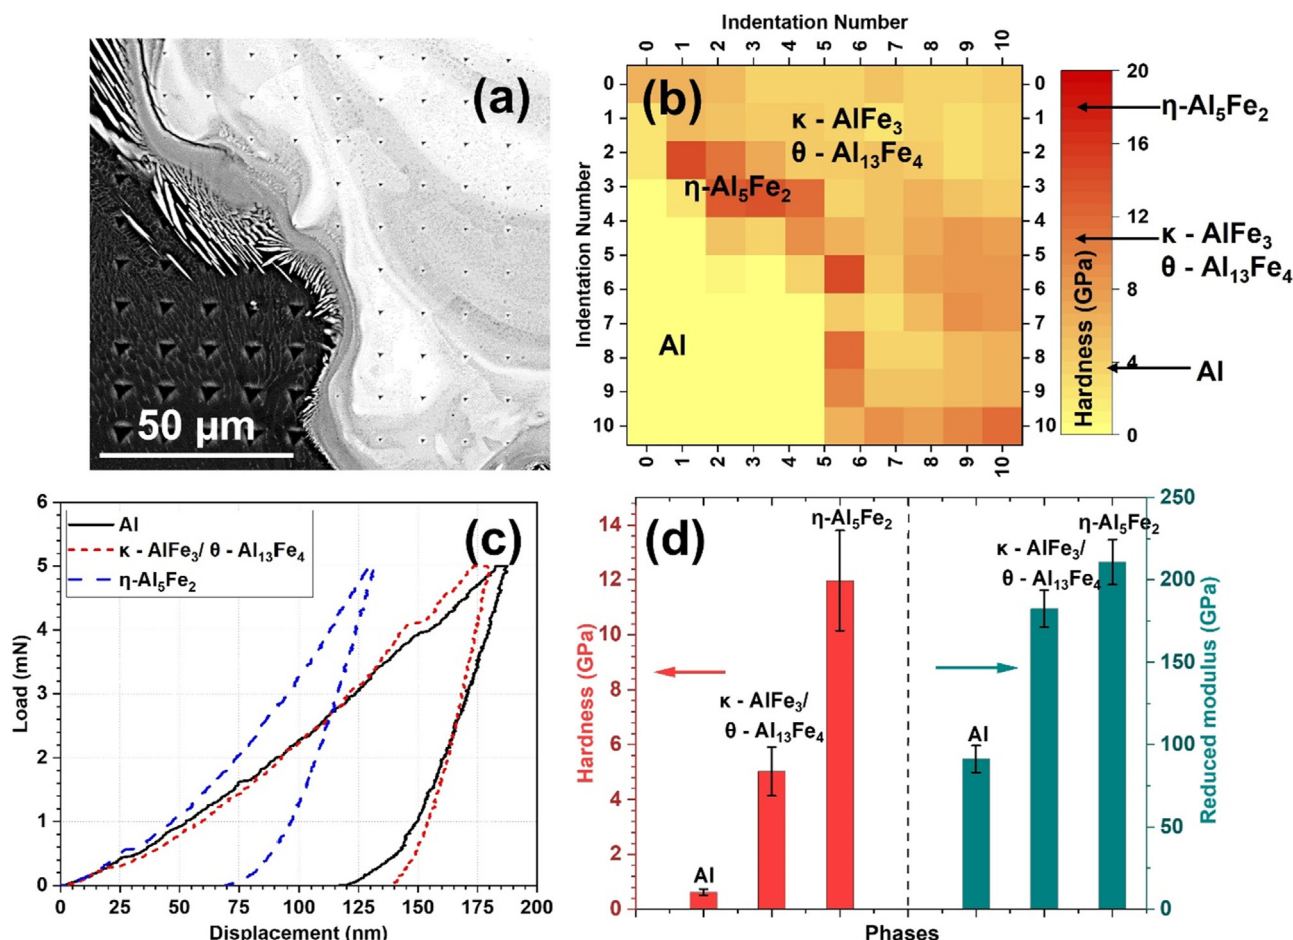 (a)
50 μm
Indentation Number
0 1 2 3 4 5 6 7 8 9 10
(b)
Indentation Number
0
1
2
3
4
5
6
7
8
9
10
κ - AlFe₃
θ - Al₁₃Fe₄
η-Al₅Fe₂
Al
0
1
2
3
4
5
6
7
8
9
10
0 1 2 3 4 5 6 7 8 9 10
20
16
12
8
4
0
Hardness (GPa)
η-Al₅Fe₂
κ - AlFe₃
θ - Al₁₃Fe₄
Al
(c)
Al
κ - AlFe₃/ θ - Al₁₃Fe₄
η-Al₅Fe₂
Load (mN)
6
5
4
3
2
1
0
0 25 50 75 100 125 150 175 200
Displacement (nm)
(d)
Hardness (GPa)
14
12
10
8
6
4
2
0
Al
κ - AlFe₃/
θ - Al₁₃Fe₄
η-Al₅Fe₂
Al
κ - AlFe₃/
θ - Al₁₃Fe₄
η-Al₅Fe₂
250
200
150
100
50
0
Reduced modulus (GPa)
Phases